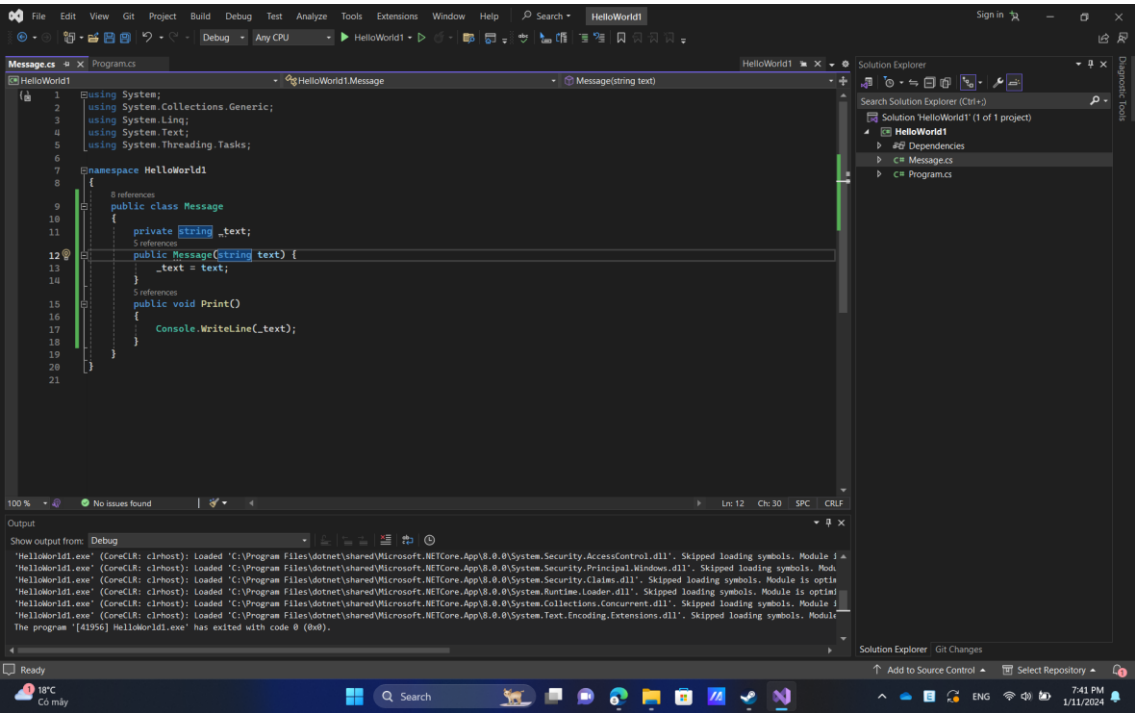 File Edit View Git Project Build Debug Test Analyze Tools Extensions Window Help Search HelloWorld1 Sign in
Debug Any CPU HelloWorld1
Message.cs Program.cs HelloWorld1
HelloWorld1 HelloWorld1.Message Message(string text)
1 using System;
2 using System.Collections.Generic;
3 using System.Linq;
4 using System.Text;
5 using System.Threading.Tasks;
6
7 namespace HelloWorld1
8 {
8 references
9 public class Message
10 {
11 private string _text;
5 references
12 public Message(string text) {
13 _text = text;
14 }
5 references
15 public void Print()
16 {
17 Console.WriteLine(_text);
18 }
19 }
20 }
21
100 % No issues found Ln: 12 Ch: 30 SPC CRLF
Output
Show output from: Debug
'HelloWorld1.exe' (CoreCLR: clrhost): Loaded 'C:\Program Files\dotnet\shared\Microsoft.NETCore.App\8.0.0\System.Security.AccessControl.dll'. Skipped loading symbols. Module i
'HelloWorld1.exe' (CoreCLR: clrhost): Loaded 'C:\Program Files\dotnet\shared\Microsoft.NETCore.App\8.0.0\System.Security.Principal.Windows.dll'. Skipped loading symbols. Modu
'HelloWorld1.exe' (CoreCLR: clrhost): Loaded 'C:\Program Files\dotnet\shared\Microsoft.NETCore.App\8.0.0\System.Security.Claims.dll'. Skipped loading symbols. Module is optim
'HelloWorld1.exe' (CoreCLR: clrhost): Loaded 'C:\Program Files\dotnet\shared\Microsoft.NETCore.App\8.0.0\System.Runtime.Loader.dll'. Skipped loading symbols. Module is optimi
'HelloWorld1.exe' (CoreCLR: clrhost): Loaded 'C:\Program Files\dotnet\shared\Microsoft.NETCore.App\8.0.0\System.Collections.Concurrent.dll'. Skipped loading symbols. Module i
'HelloWorld1.exe' (CoreCLR: clrhost): Loaded 'C:\Program Files\dotnet\shared\Microsoft.NETCore.App\8.0.0\System.Text.Encoding.Extensions.dll'. Skipped loading symbols. Module
The program '[41956] HelloWorld1.exe' has exited with code 0 (0x0).
Solution Explorer
Search Solution Explorer (Ctrl+;)
Solution 'HelloWorld1' (1 of 1 project)
HelloWorld1
Dependencies
C# Message.cs
C# Program.cs
Solution Explorer Git Changes
Diagnostic Tools
Ready Add to Source Control Select Repository
1 18°C
Có mây
Search
ENG
7:41 PM
1/11/2024